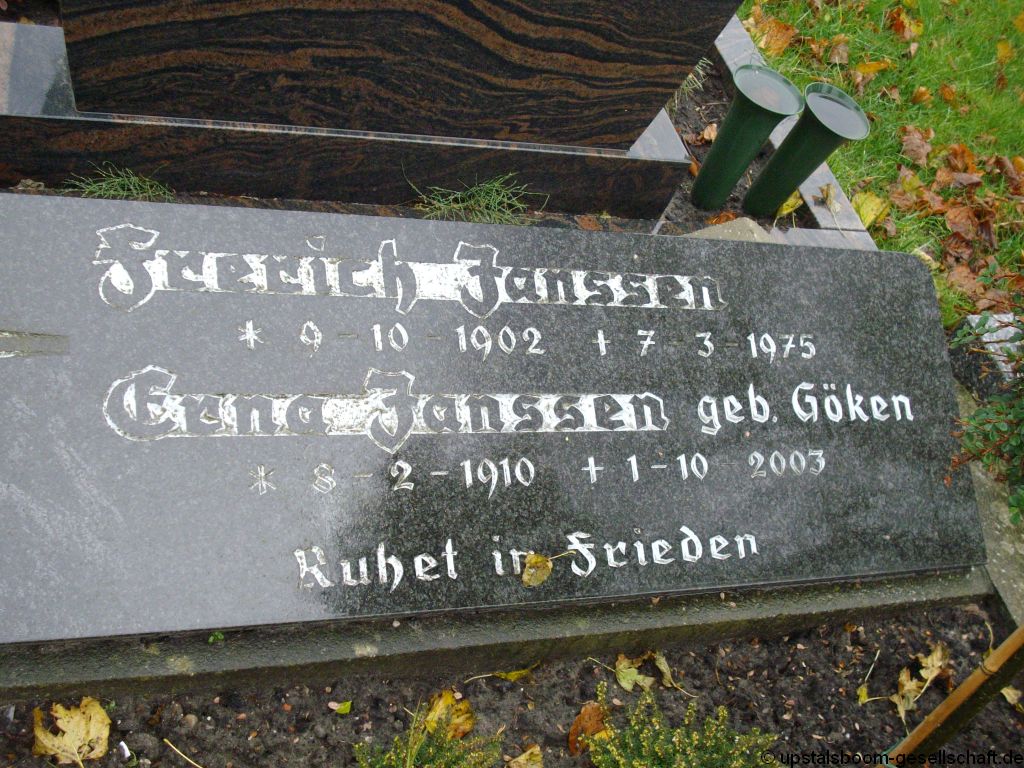 Frerich Janssen
* 9 - 10 - 1902 † 7 - 3 - 1975
Erna Janssen geb. Göken
* 8 - 2 - 1910 † 1 - 10 - 2003
Ruhet in Frieden
© upstalsboom-gesellschaft.de